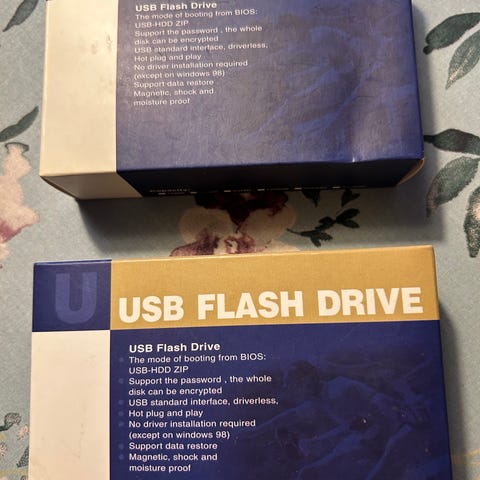 USB Flash Drive
The mode of booting from BIOS:
USB-HDD ZIP
Support the password , the whole
disk can be encrypted
USB standard interface, driverless,
Hot plug and play
No driver installation required
(except on windows 98)
Support data restore
Magnetic, shock and
moisture proof
Capacity:
U
USB FLASH DRIVE
USB Flash Drive
The mode of booting from BIOS:
USB-HDD ZIP
Support the password , the whole
disk can be encrypted
USB standard interface, driverless,
Hot plug and play
No driver installation required
(except on windows 98)
Support data restore
Magnetic, shock and
moisture proof